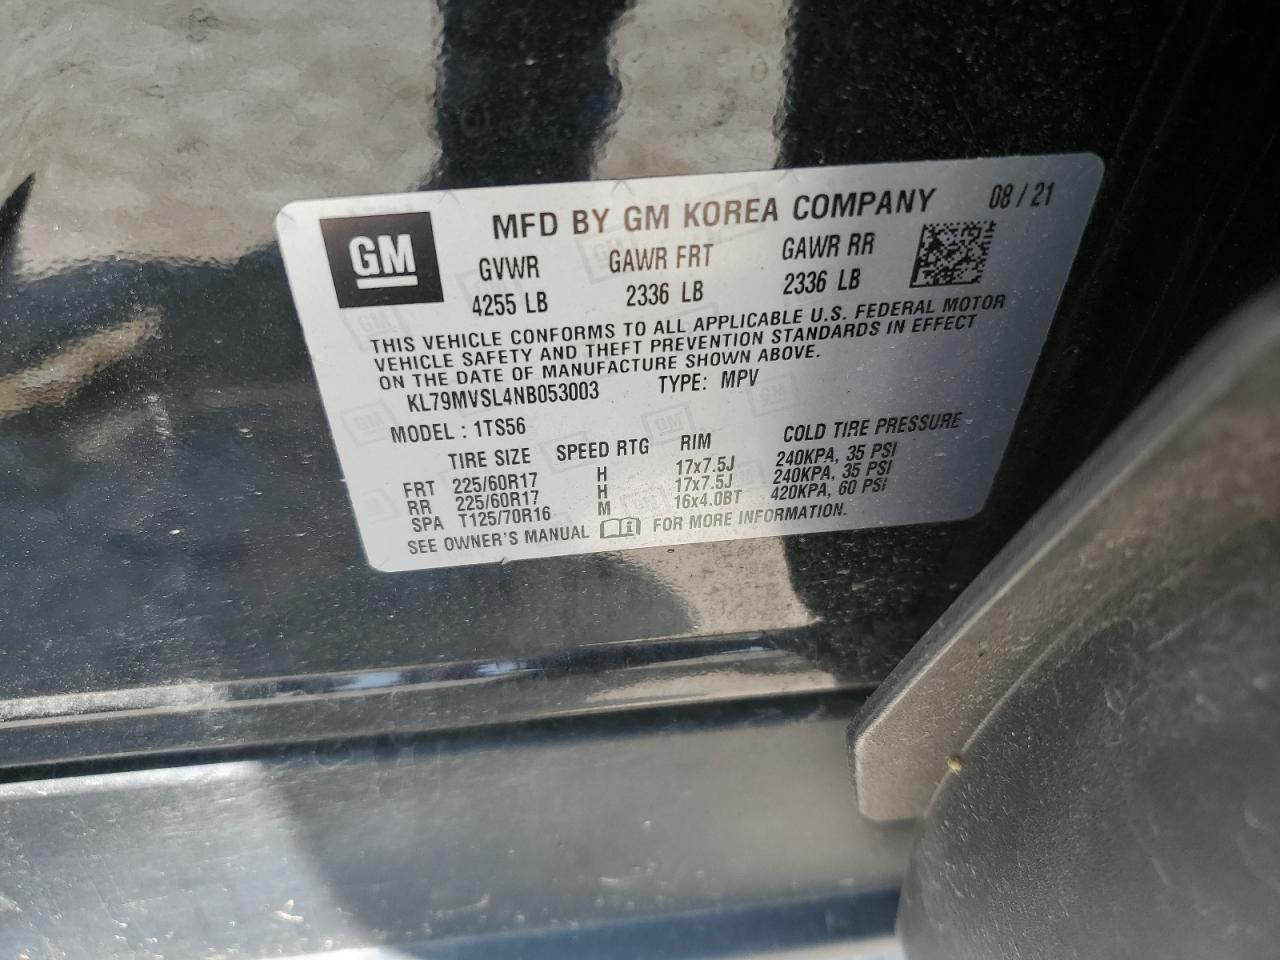 GM
MFD BY GM KOREA COMPANY 08 / 21
GVWR GAWR FRT GAWR RR
4255 LB 2336 LB 2336 LB
THIS VEHICLE CONFORMS TO ALL APPLICABLE U.S. FEDERAL MOTOR
VEHICLE SAFETY AND THEFT PREVENTION STANDARDS IN EFFECT
ON THE DATE OF MANUFACTURE SHOWN ABOVE.
KL79MVSL4NB053003 TYPE: MPV
MODEL : 1TS56
TIRE SIZE SPEED RTG RIM COLD TIRE PRESSURE
FRT 225/60R17 H 17x7.5J 240KPA, 35 PSI
RR 225/60R17 H 17x7.5J 240KPA, 35 PSI
SPA T125/70R16 M 16x4.0BT 420KPA, 60 PSI
SEE OWNER'S MANUAL FOR MORE INFORMATION.